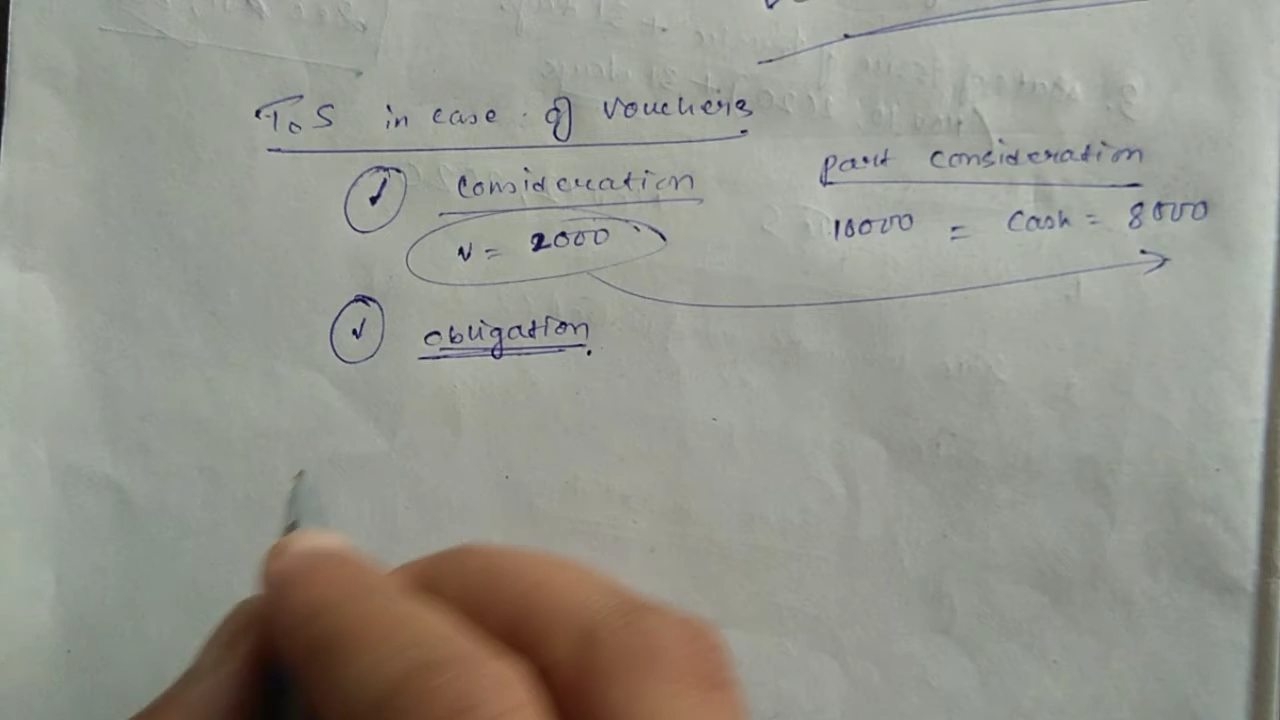 ToS in case of vouchers
consideration
V = 2000
part consideration
10000 = Cash = 8000
obligation.